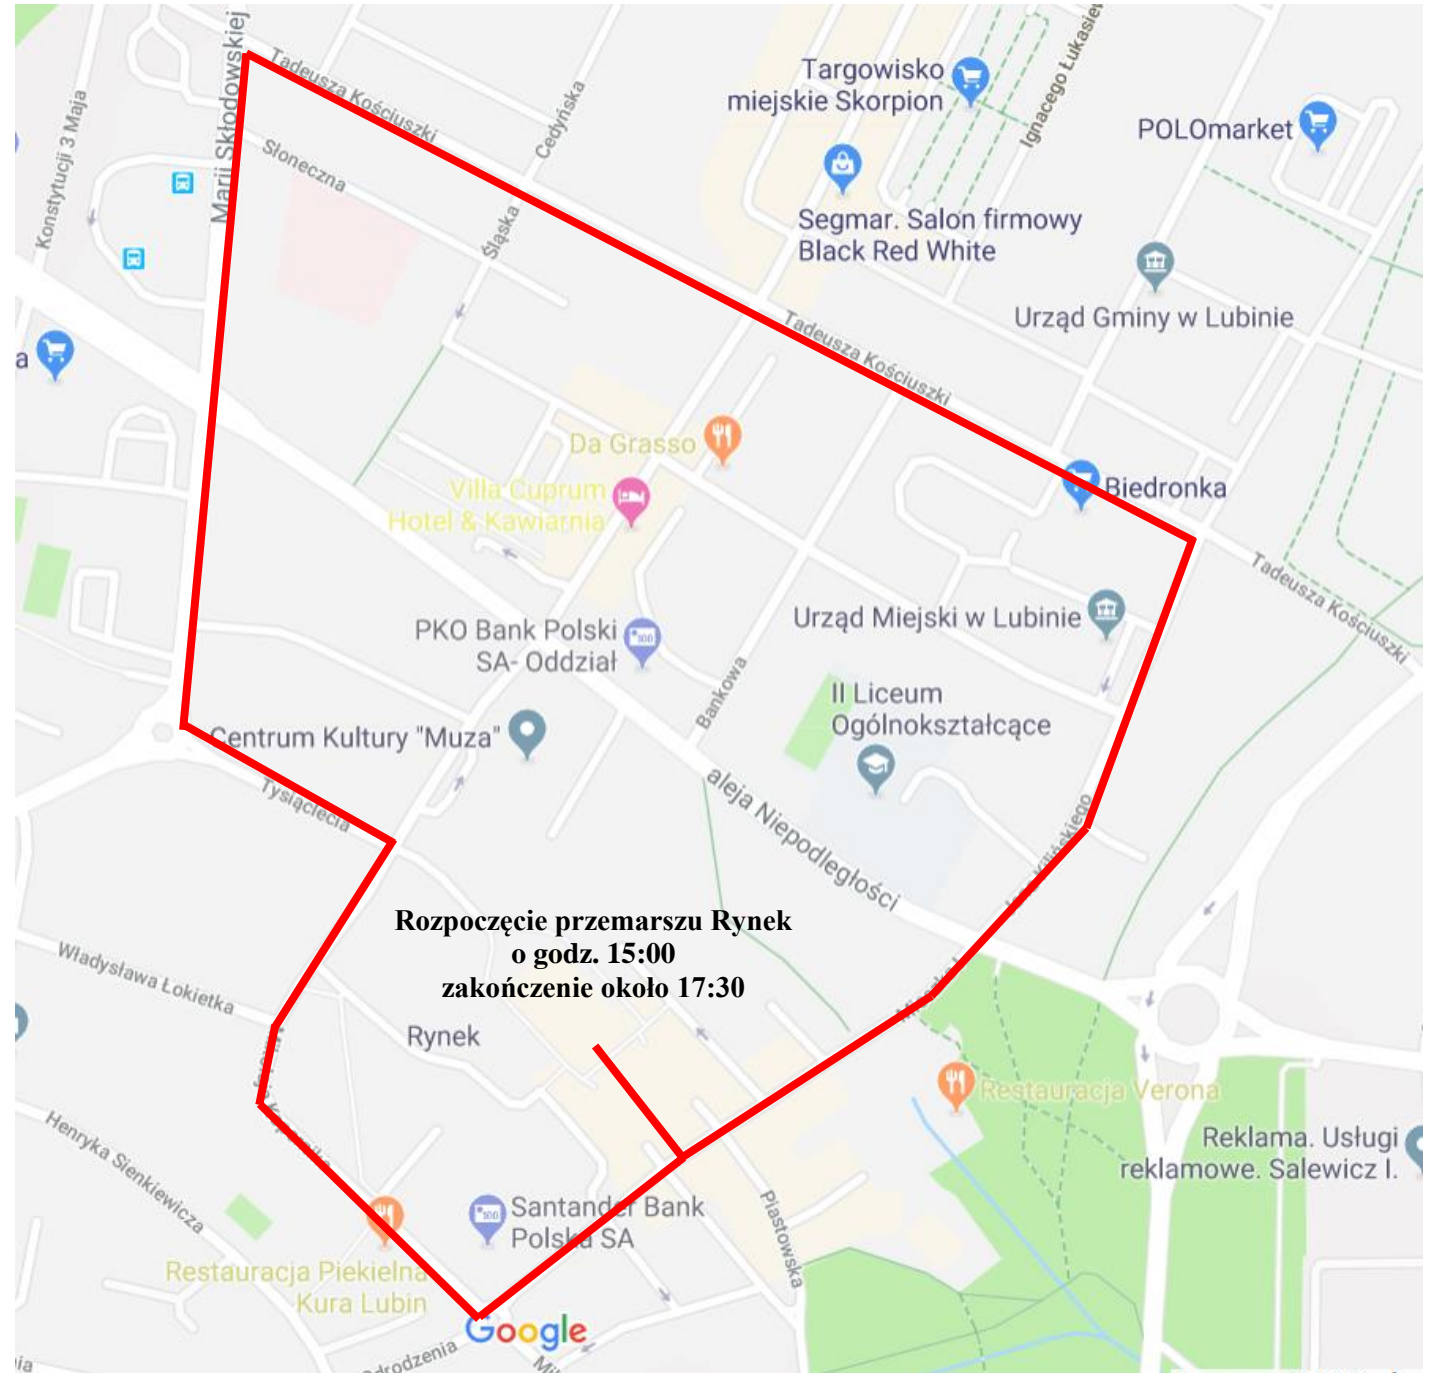 Marii Skłodowskiej
Tadeusza Kościuszki
Konstytucji 3 Maja
Słoneczna
Cedyńska
Śląska
Targowisko
miejskie Skorpion
POLOmarket
Segmar. Salon firmowy
Black Red White
Urząd Gminy w Lubinie
a
Tadeusza Kościuszki
Da Grasso
Villa Cuprum
Hotel & Kawiarnia
Biedronka
Tadeusza Kościuszki
Urząd Miejski w Lubinie
PKO Bank Polski
SA- Oddział
Bankowa
II Liceum
Ogólnokształcące
Centrum Kultury "Muza"
Tysiąclecia
aleja Niepodległości
Rozpoczęcie przemarszu Rynek
o godz. 15:00
zakończenie około 17:30
Władysława Łokietka
Rynek
Restauracja Verona
Henryka Sienkiewicza
Reklama. Usługi
reklamowe. Salewicz I.
Piastowska
Santander Bank
Polska SA
Restauracja Piekielna
Kura Lubin
Google